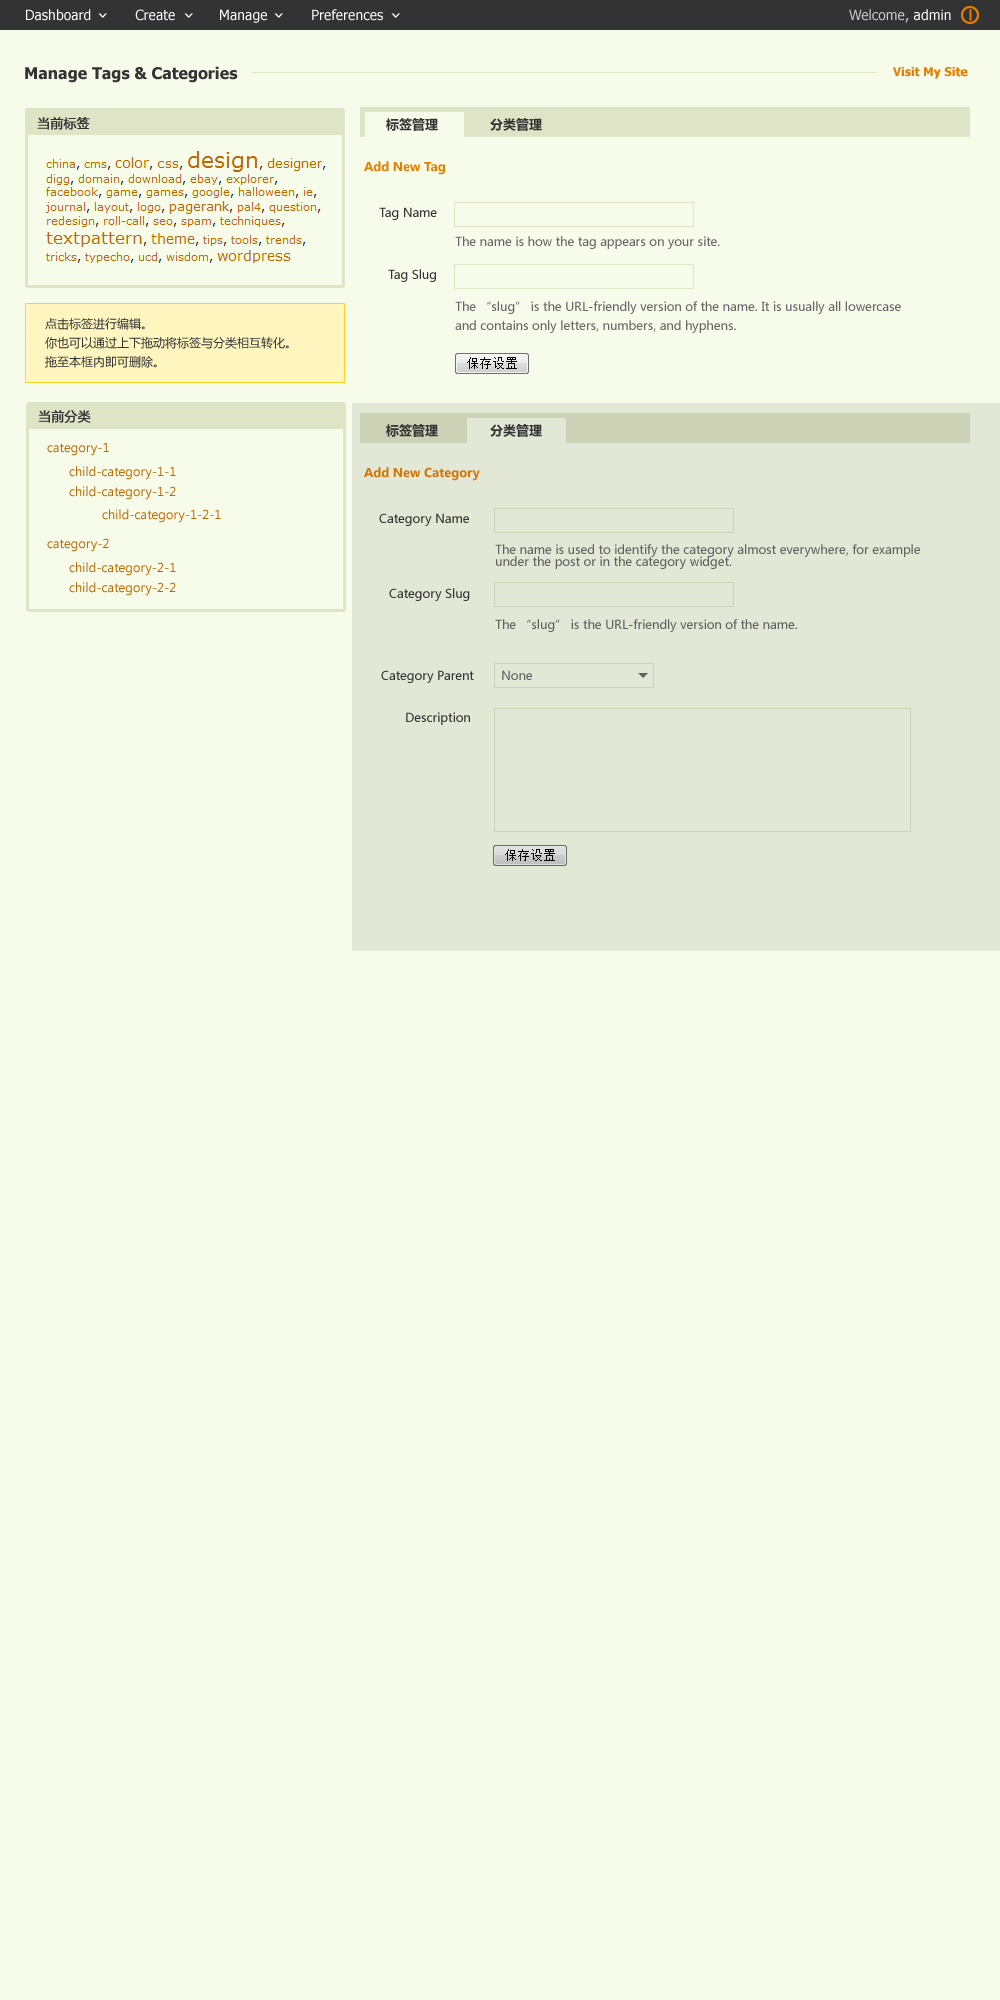 Dashboard Create Manage Preferences Welcome, admin
Manage Tags & Categories Visit My Site
当前标签
china, cms, color, css, design, designer,
digg, domain, download, ebay, explorer,
facebook, game, games, google, halloween, ie,
journal, layout, logo, pagerank, pal4, question,
redesign, roll-call, seo, spam, techniques,
textpattern, theme, tips, tools, trends,
tricks, typecho, ucd, wisdom, wordpress
点击标签进行编辑。
你也可以通过上下拖动将标签与分类相互转化。
拖至本框内即可删除。
当前分类
category-1
child-category-1-1
child-category-1-2
child-category-1-2-1
category-2
child-category-2-1
child-category-2-2
标签管理 分类管理
Add New Tag
Tag Name
The name is how the tag appears on your site.
Tag Slug
The “slug” is the URL-friendly version of the name. It is usually all lowercase
and contains only letters, numbers, and hyphens.
保存设置
标签管理 分类管理
Add New Category
Category Name
The name is used to identify the category almost everywhere, for example
under the post or in the category widget.
Category Slug
The “slug” is the URL-friendly version of the name.
Category Parent None
Description
保存设置